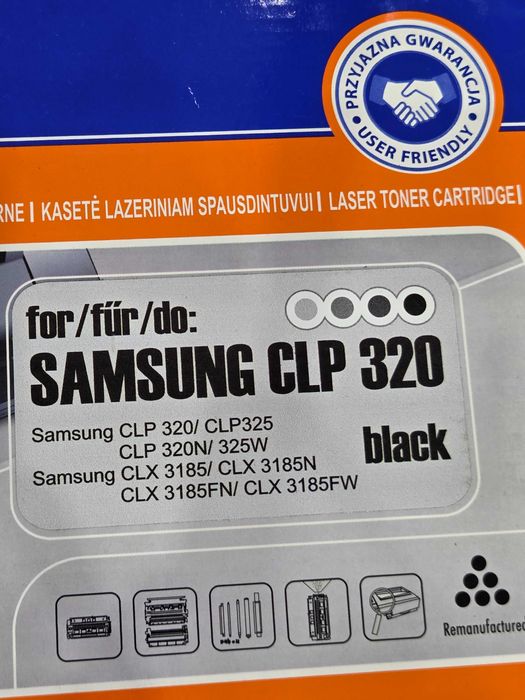 PRZYJAZNA GWARANCJA
• USER FRIENDLY •
RNE | KASETĖ LAZERINIAM SPAUSDINTUVUI | LASER TONER CARTRIDGE |
for/fűr/do:
SAMSUNG CLP 320
Samsung CLP 320/ CLP325
CLP 320N/ 325W
black
Samsung CLX 3185/ CLX 3185N
CLX 3185FN/ CLX 3185FW
Remanufactured